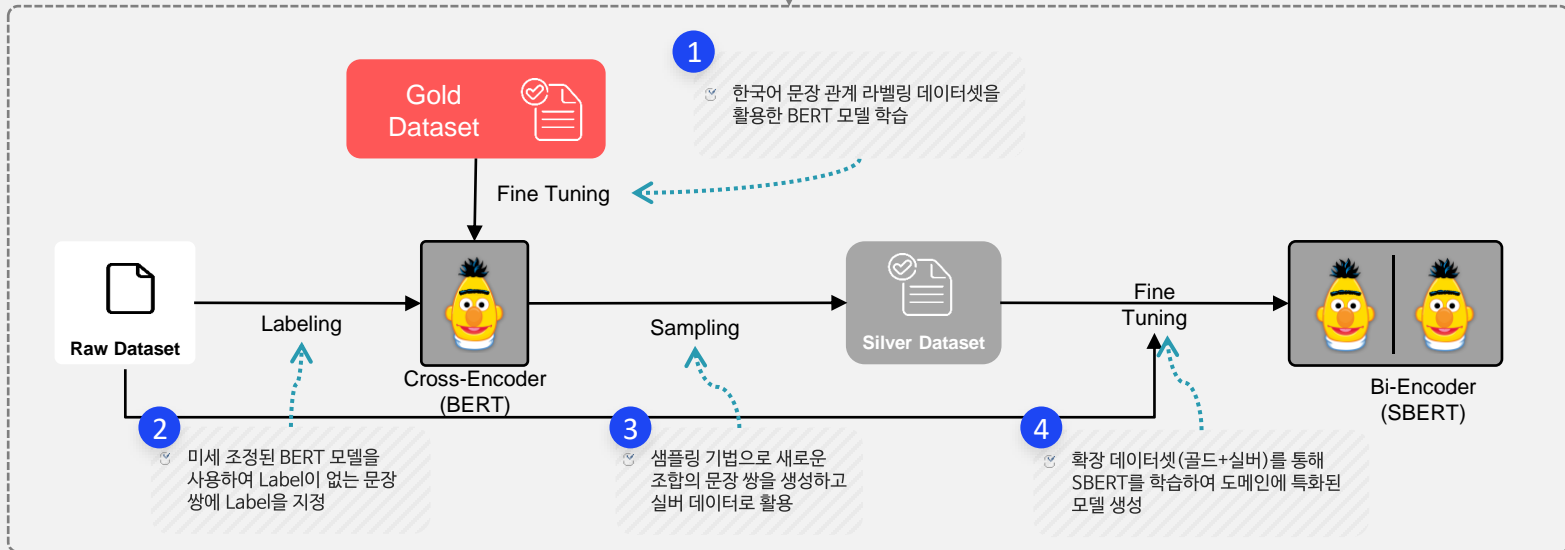 Gold
Dataset
1
한국어 문장 관계 라벨링 데이터셋을
활용한 BERT 모델 학습
Fine Tuning
Raw Dataset
Labeling
Cross-Encoder
(BERT)
Sampling
Silver Dataset
Fine
Tuning
Bi-Encoder
(SBERT)
2
미세 조정된 BERT 모델을
사용하여 Label이 없는 문장
쌍에 Label을 지정
3
샘플링 기법으로 새로운
조합의 문장 쌍을 생성하고
실버 데이터로 활용
4
확장 데이터셋(골드+실버)를 통해
SBERT를 학습하여 도메인에 특화된
모델 생성